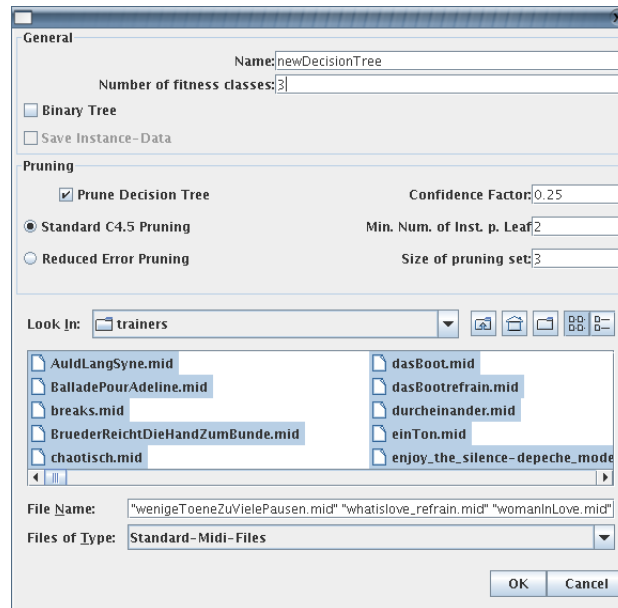 General
Name: newDecisionTree
Number of fitness classes: 3
Binary Tree
Save Instance-Data
Pruning
Prune Decision Tree Confidence Factor: 0.25
Standard C4.5 Pruning Min. Num. of Inst. p. Leaf 2
Reduced Error Pruning Size of pruning set: 3
Look In: trainers
AuldLangSyne.mid dasBoot.mid
BalladePourAdeline.mid dasBootrefrain.mid
breaks.mid durcheinander.mid
BruederReichtDieHandZumBunde.mid einTon.mid
chaotisch.mid enjoy_the_silence-depeche_mode
File Name: "wenigeToeneZuVielePausen.mid" "whatislove_refrain.mid" "womanInLove.mid"
Files of Type: Standard-Midi-Files
OK Cancel